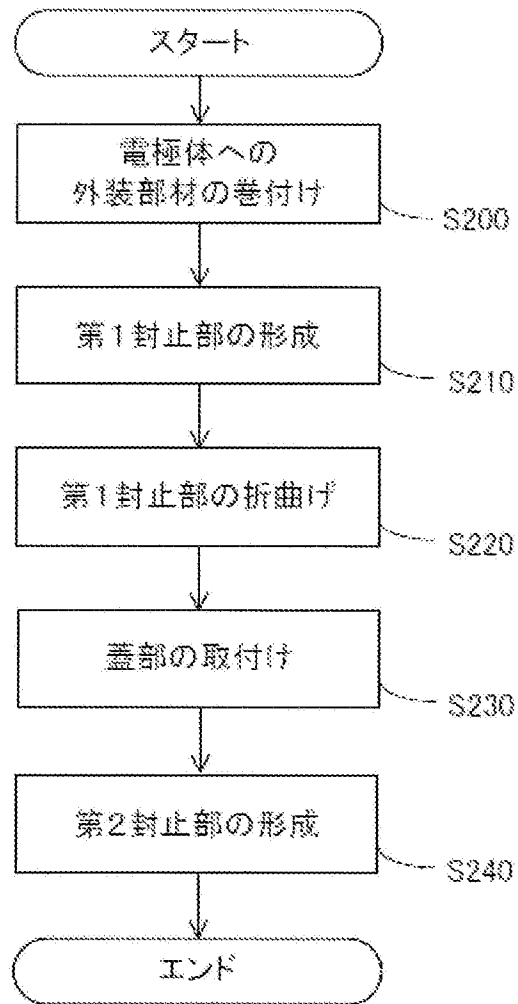 スタート
電極体への
外装部材の巻付け
S200
第1封止部の形成
S210
第1封止部の折曲げ
S220
蓋部の取付け
S230
第2封止部の形成
S240
エンド